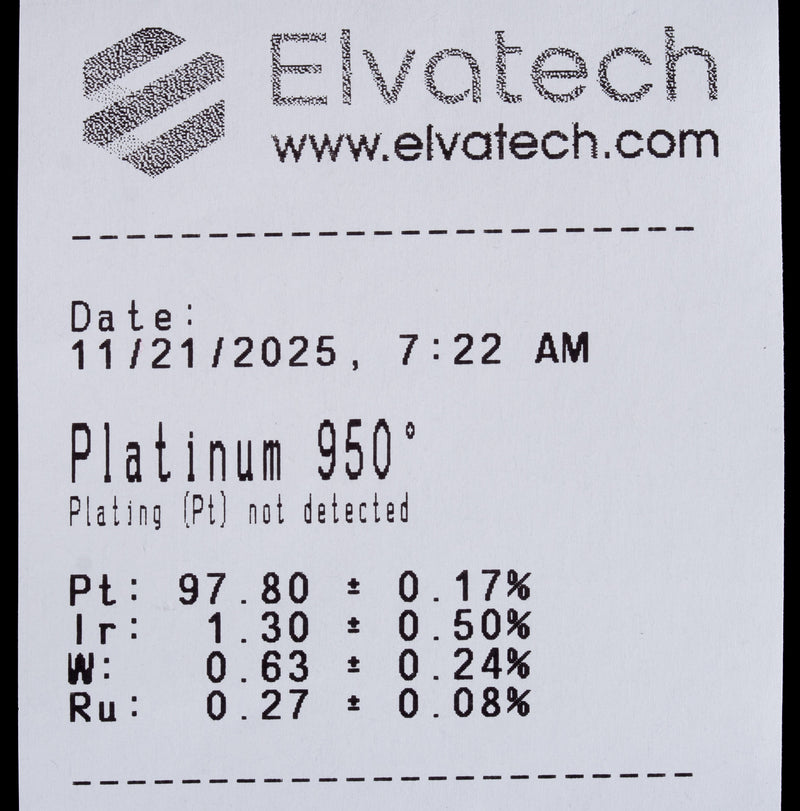 Elvatech
www.elvatech.com
------------------------
Date:
11/21/2025, 7:22 AM
Platinum 950°
Plating (Pt) not detected
Pt: 97.80 ± 0.17%
Ir: 1.30 ± 0.50%
W: 0.63 ± 0.24%
Ru: 0.27 ± 0.08%
------------------------